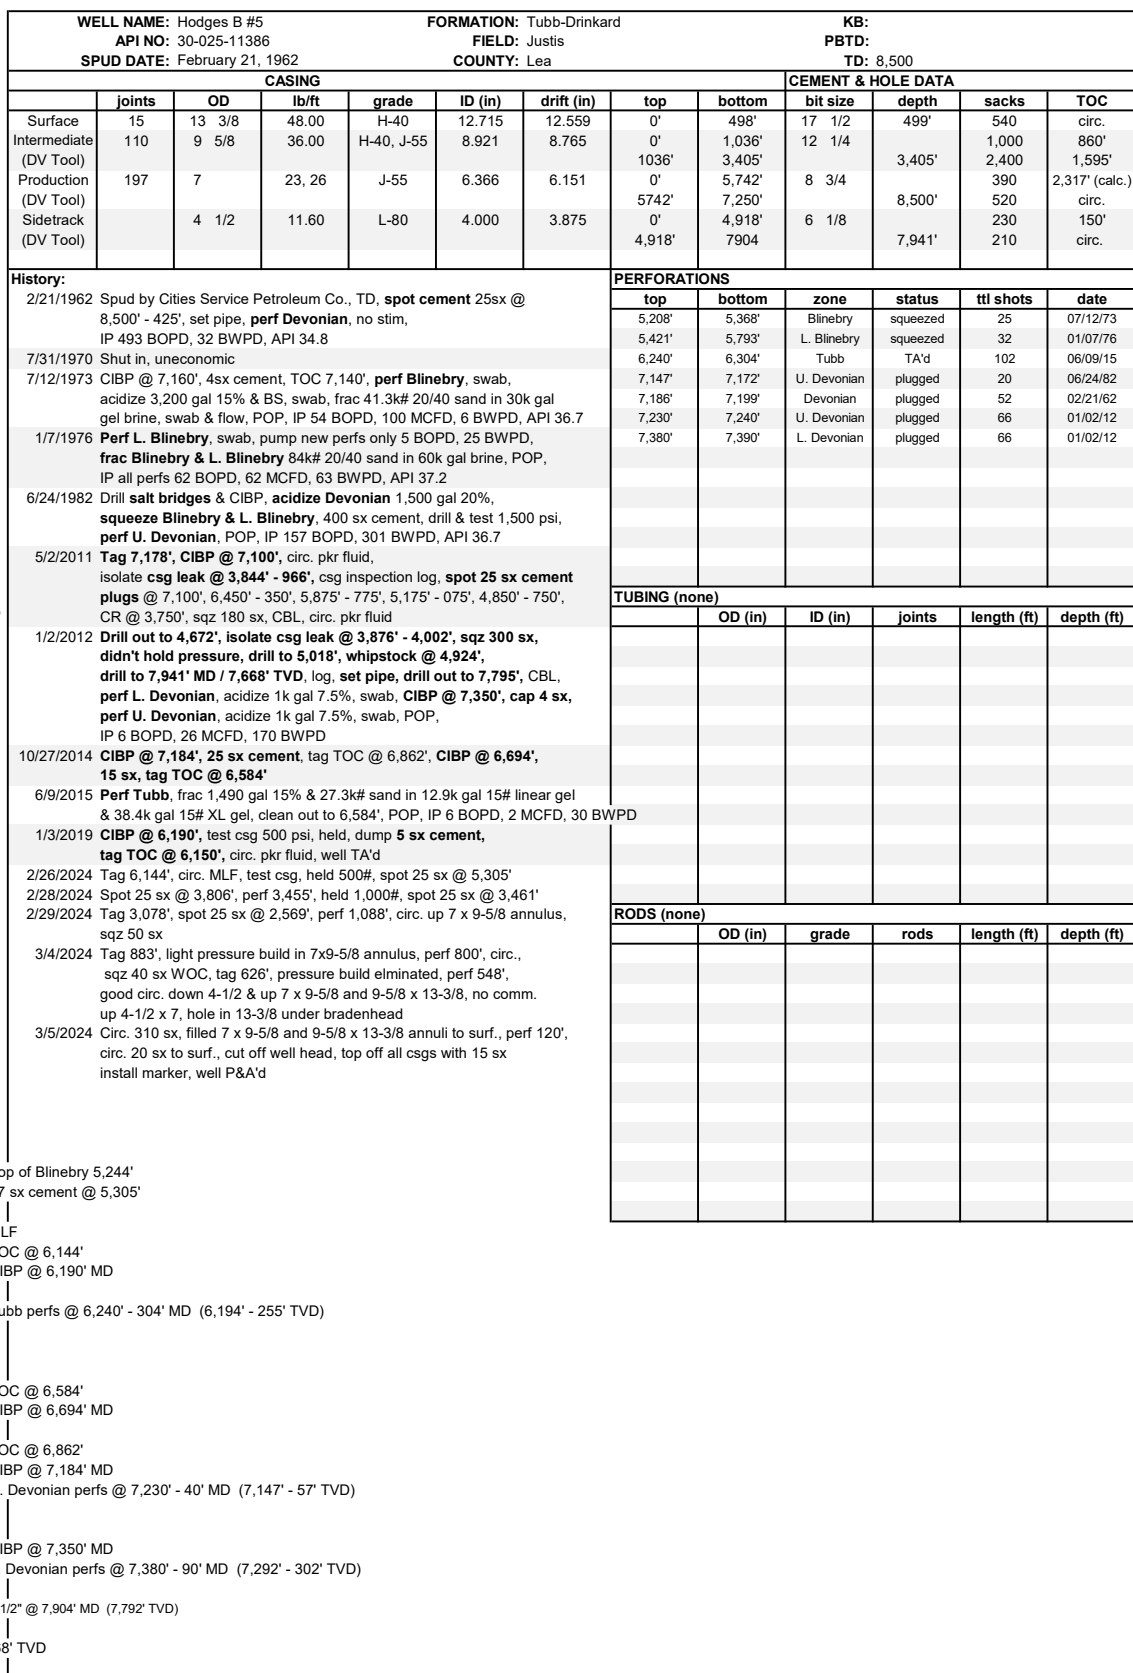 WELL NAME: Hodges B #5 FORMATION: Tubb-Drinkard KB:
API NO: 30-025-11386 FIELD: Justis PBTD:
SPUD DATE: February 21, 1962 COUNTY: Lea TD: 8,500
CASING CEMENT & HOLE DATA
joints OD lb/ft grade ID (in) drift (in) top bottom bit size depth sacks TOC
Surface 15 13 3/8 48.00 H-40 12.715 12.559 0' 498' 17 1/2 499' 540 circ.
Intermediate 110 9 5/8 36.00 H-40, J-55 8.921 8.765 0' 1,036' 12 1/4 1,000 860'
(DV Tool) 1036' 3,405' 3,405' 2,400 1,595'
Production 197 7 23, 26 J-55 6.366 6.151 0' 5,742' 8 3/4 390 2,317' (calc.)
(DV Tool) 5742' 7,250' 8,500' 520 circ.
Sidetrack 4 1/2 11.60 L-80 4.000 3.875 0' 4,918' 6 1/8 230 150'
(DV Tool) 4,918' 7904 7,941' 210 circ.
History:
2/21/1962 Spud by Cities Service Petroleum Co., TD, spot cement 25sx @
8,500' - 425', set pipe, perf Devonian, no stim,
IP 493 BOPD, 32 BWPD, API 34.8
7/31/1970 Shut in, uneconomic
7/12/1973 CIBP @ 7,160', 4sx cement, TOC 7,140', perf Blinebry, swab,
acidize 3,200 gal 15% & BS, swab, frac 41.3k# 20/40 sand in 30k gal
gel brine, swab & flow, POP, IP 54 BOPD, 100 MCFD, 6 BWPD, API 36.7
1/7/1976 Perf L. Blinebry, swab, pump new perfs only 5 BOPD, 25 BWPD,
frac Blinebry & L. Blinebry 84k# 20/40 sand in 60k gal brine, POP,
IP all perfs 62 BOPD, 62 MCFD, 63 BWPD, API 37.2
6/24/1982 Drill salt bridges & CIBP, acidize Devonian 1,500 gal 20%,
squeeze Blinebry & L. Blinebry, 400 sx cement, drill & test 1,500 psi,
perf U. Devonian, POP, IP 157 BOPD, 301 BWPD, API 36.7
5/2/2011 Tag 7,178', CIBP @ 7,100', circ. pkr fluid,
isolate csg leak @ 3,844' - 966', csg inspection log, spot 25 sx cement
plugs @ 7,100', 6,450' - 350', 5,875' - 775', 5,175' - 075', 4,850' - 750',
CR @ 3,750', sqz 180 sx, CBL, circ. pkr fluid
1/2/2012 Drill out to 4,672', isolate csg leak @ 3,876' - 4,002', sqz 300 sx,
didn't hold pressure, drill to 5,018', whipstock @ 4,924',
drill to 7,941' MD / 7,668' TVD, log, set pipe, drill out to 7,795', CBL,
perf L. Devonian, acidize 1k gal 7.5%, swab, CIBP @ 7,350', cap 4 sx,
perf U. Devonian, acidize 1k gal 7.5%, swab, POP,
IP 6 BOPD, 26 MCFD, 170 BWPD
10/27/2014 CIBP @ 7,184', 25 sx cement, tag TOC @ 6,862', CIBP @ 6,694',
15 sx, tag TOC @ 6,584'
6/9/2015 Perf Tubb, frac 1,490 gal 15% & 27.3k# sand in 12.9k gal 15# linear gel
& 38.4k gal 15# XL gel, clean out to 6,584', POP, IP 6 BOPD, 2 MCFD, 30 BWPD
1/3/2019 CIBP @ 6,190', test csg 500 psi, held, dump 5 sx cement,
tag TOC @ 6,150', circ. pkr fluid, well TA'd
2/26/2024 Tag 6,144', circ. MLF, test csg, held 500#, spot 25 sx @ 5,305'
2/28/2024 Spot 25 sx @ 3,806', perf 3,455', held 1,000#, spot 25 sx @ 3,461'
2/29/2024 Tag 3,078', spot 25 sx @ 2,569', perf 1,088', circ. up 7 x 9-5/8 annulus,
sqz 50 sx
3/4/2024 Tag 883', light pressure build in 7x9-5/8 annulus, perf 800', circ.,
sqz 40 sx WOC, tag 626', pressure build elminated, perf 548',
good circ. down 4-1/2 & up 7 x 9-5/8 and 9-5/8 x 13-3/8, no comm.
up 4-1/2 x 7, hole in 13-3/8 under bradenhead
3/5/2024 Circ. 310 sx, filled 7 x 9-5/8 and 9-5/8 x 13-3/8 annuli to surf., perf 120',
circ. 20 sx to surf., cut off well head, top off all csgs with 15 sx
install marker, well P&A'd
PERFORATIONS
top bottom zone status ttl shots date
5,208' 5,368' Blinebry squeezed 25 07/12/73
5,421' 5,793' L. Blinebry squeezed 32 01/07/76
6,240' 6,304' Tubb TA'd 102 06/09/15
7,147' 7,172' U. Devonian plugged 20 06/24/82
7,186' 7,199' Devonian plugged 52 02/21/62
7,230' 7,240' U. Devonian plugged 66 01/02/12
7,380' 7,390' L. Devonian plugged 66 01/02/12
TUBING (none)
OD (in) ID (in) joints length (ft) depth (ft)
RODS (none)
OD (in) grade rods length (ft) depth (ft)
op of Blinebry 5,244'
7 sx cement @ 5,305'
LF
OC @ 6,144'
IBP @ 6,190' MD
ubb perfs @ 6,240' - 304' MD (6,194' - 255' TVD)
OC @ 6,584'
IBP @ 6,694' MD
OC @ 6,862'
IBP @ 7,184' MD
. Devonian perfs @ 7,230' - 40' MD (7,147' - 57' TVD)
IBP @ 7,350' MD
Devonian perfs @ 7,380' - 90' MD (7,292' - 302' TVD)
1/2" @ 7,904' MD (7,792' TVD)
8' TVD